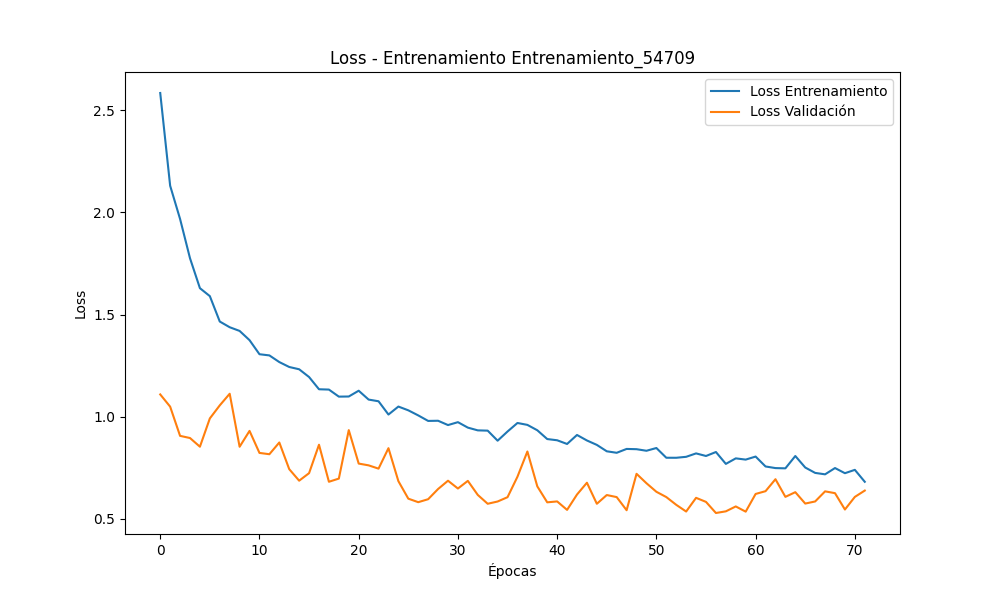 Loss - Entrenamiento Entrenamiento_54709
Loss Entrenamiento
Loss Validación
2.5
2.0
1.5
1.0
0.5
Loss
0 10 20 30 40 50 60 70
Épocas